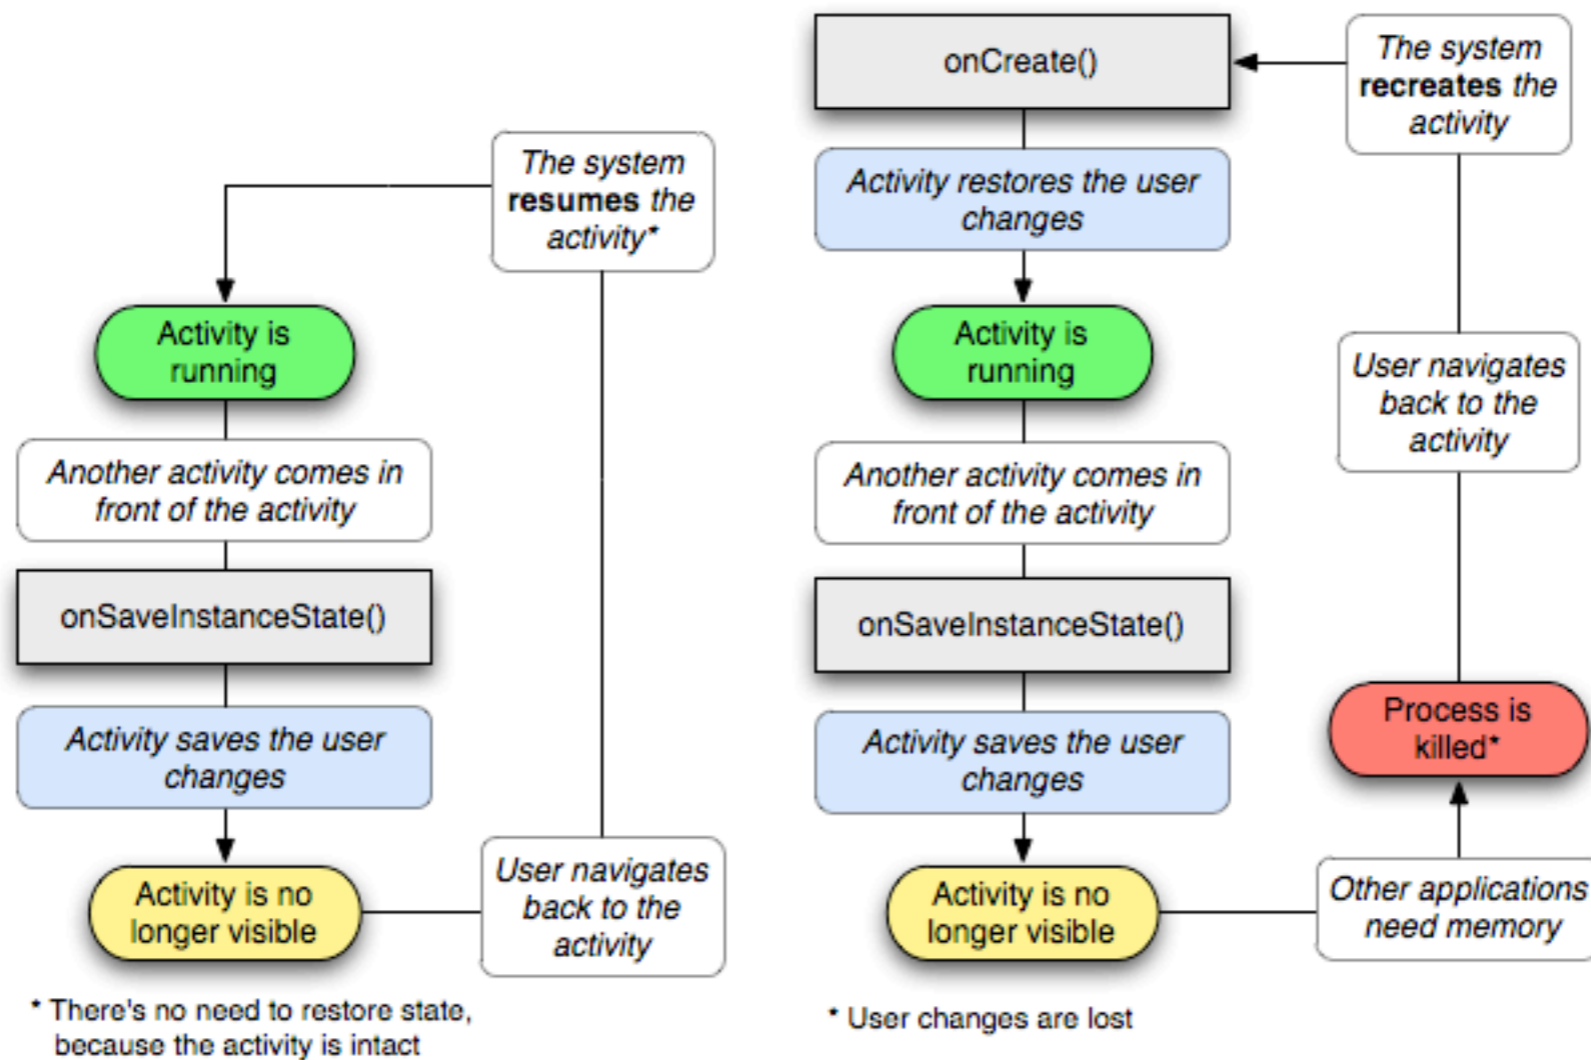 The system
resumes the
activity*
Activity is
running
Another activity comes in
front of the activity
onSaveInstanceState()
Activity saves the user
changes
Activity is no
longer visible
User navigates
back to the
activity
* There's no need to restore state,
because the activity is intact
onCreate()
The system
recreates the
activity
Activity restores the user
changes
Activity is
running
Another activity comes in
front of the activity
onSaveInstanceState()
Activity saves the user
changes
Activity is no
longer visible
Other applications
need memory
Process is
killed*
User navigates
back to the
activity
* User changes are lost